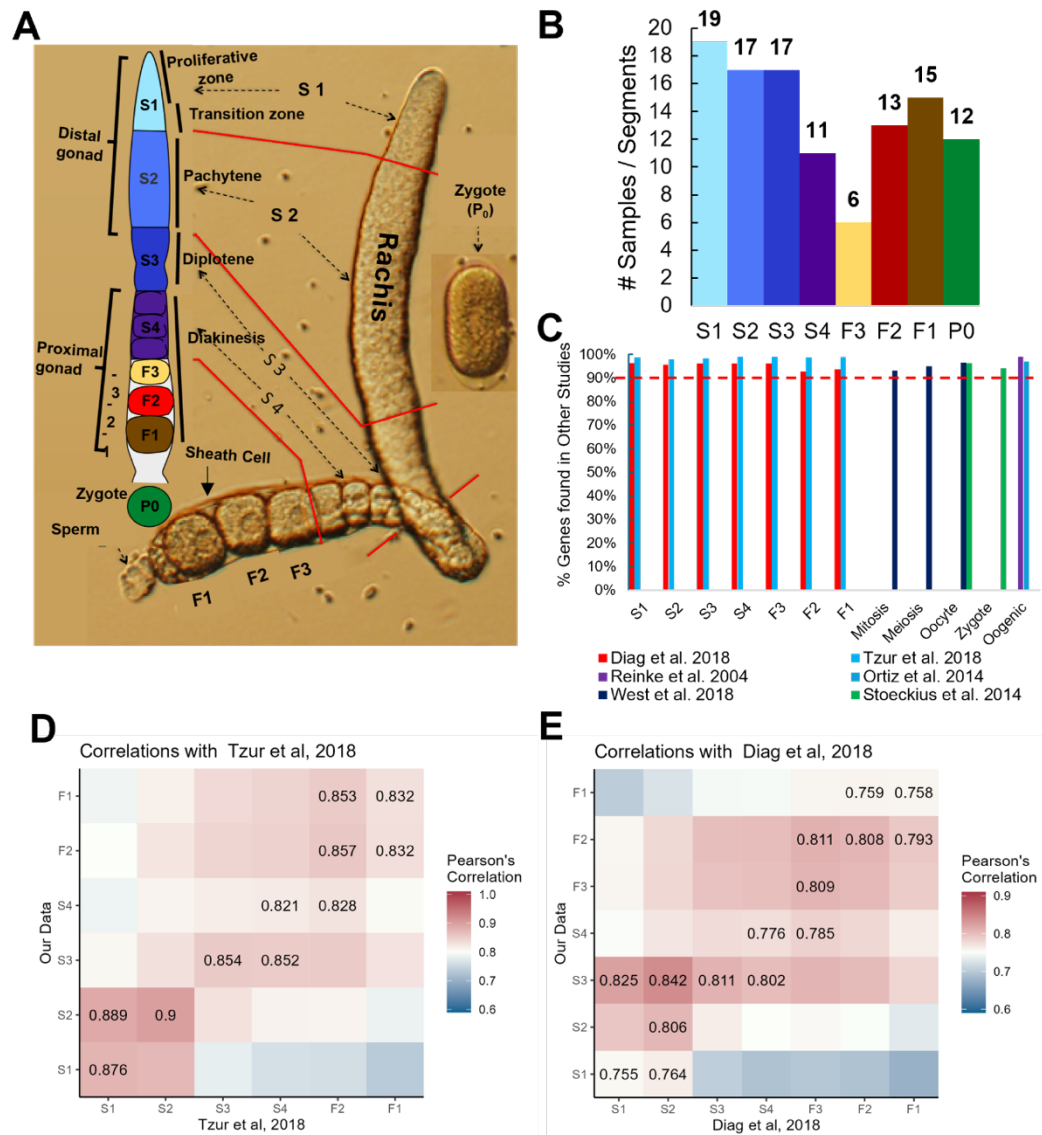 A
Proliferative
zone
S1
S 1
Transition zone
Distal
gonad
S2
Pachytene
S 2
Zygote
(P0)
Rachis
S3
Diplotene
S4
Diakinesis
S 3
S 4
Proximal
gonad
F3
- 3
F2
- 2
F1
- 1
Sheath Cell
Zygote
P0
Sperm
F1
F2
F3
B
# Samples / Segments
20
18
16
14
12
10
8
6
4
2
0
19
17
17
11
6
13
15
12
S1 S2 S3 S4 F3 F2 F1 P0
C
% Genes found in Other Studies
100%
90%
80%
70%
60%
50%
40%
30%
20%
10%
0%
S1
S2
S3
S4
F3
F2
F1
Mitosis
Meiosis
Oocyte
Zygote
Oogenic
Diag et al. 2018
Tzur et al. 2018
Reinke et al. 2004
Ortiz et al. 2014
West et al. 2018
Stoeckius et al. 2014
D
Correlations with Tzur et al, 2018
Our Data
F1 0.853 0.832
F2 0.857 0.832
S4 0.821 0.828
S3 0.854 0.852
S2 0.889 0.9
S1 0.876
S1 S2 S3 S4 F2 F1
Tzur et al, 2018
Pearson's
Correlation
1.0
0.9
0.8
0.7
0.6
E
Correlations with Diag et al, 2018
Our Data
F1 0.759 0.758
F2 0.811 0.808 0.793
F3 0.809
S4 0.776 0.785
S3 0.825 0.842 0.811 0.802
S2 0.806
S1 0.755 0.764
S1 S2 S3 S4 F3 F2 F1
Diag et al, 2018
Pearson's
Correlation
0.9
0.8
0.7
0.6